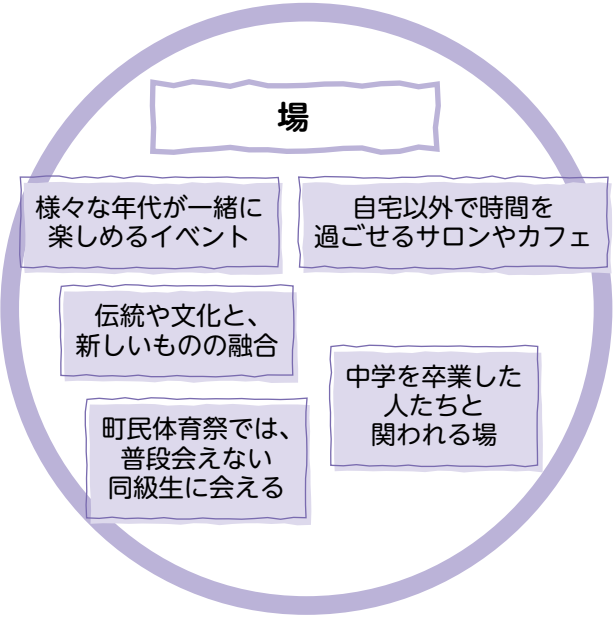 場
様々な年代が一緒に
楽しめるイベント
自宅以外で時間を
過ごせるサロンやカフェ
伝統や文化と、
新しいものの融合
中学を卒業した
人たちと
関われる場
町民体育祭では、
普段会えない
同級生に会える